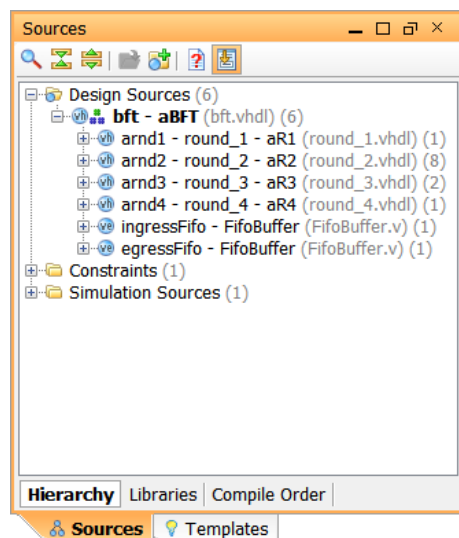 Sources
Design Sources (6)
bft - aBFT (bft.vhdl) (6)
arnd1 - round_1 - aR1 (round_1.vhdl) (1)
arnd2 - round_2 - aR2 (round_2.vhdl) (8)
arnd3 - round_3 - aR3 (round_3.vhdl) (2)
arnd4 - round_4 - aR4 (round_4.vhdl) (1)
ingressFifo - FifoBuffer (FifoBuffer.v) (1)
egressFifo - FifoBuffer (FifoBuffer.v) (1)
Constraints (1)
Simulation Sources (1)
Hierarchy Libraries Compile Order
Sources Templates